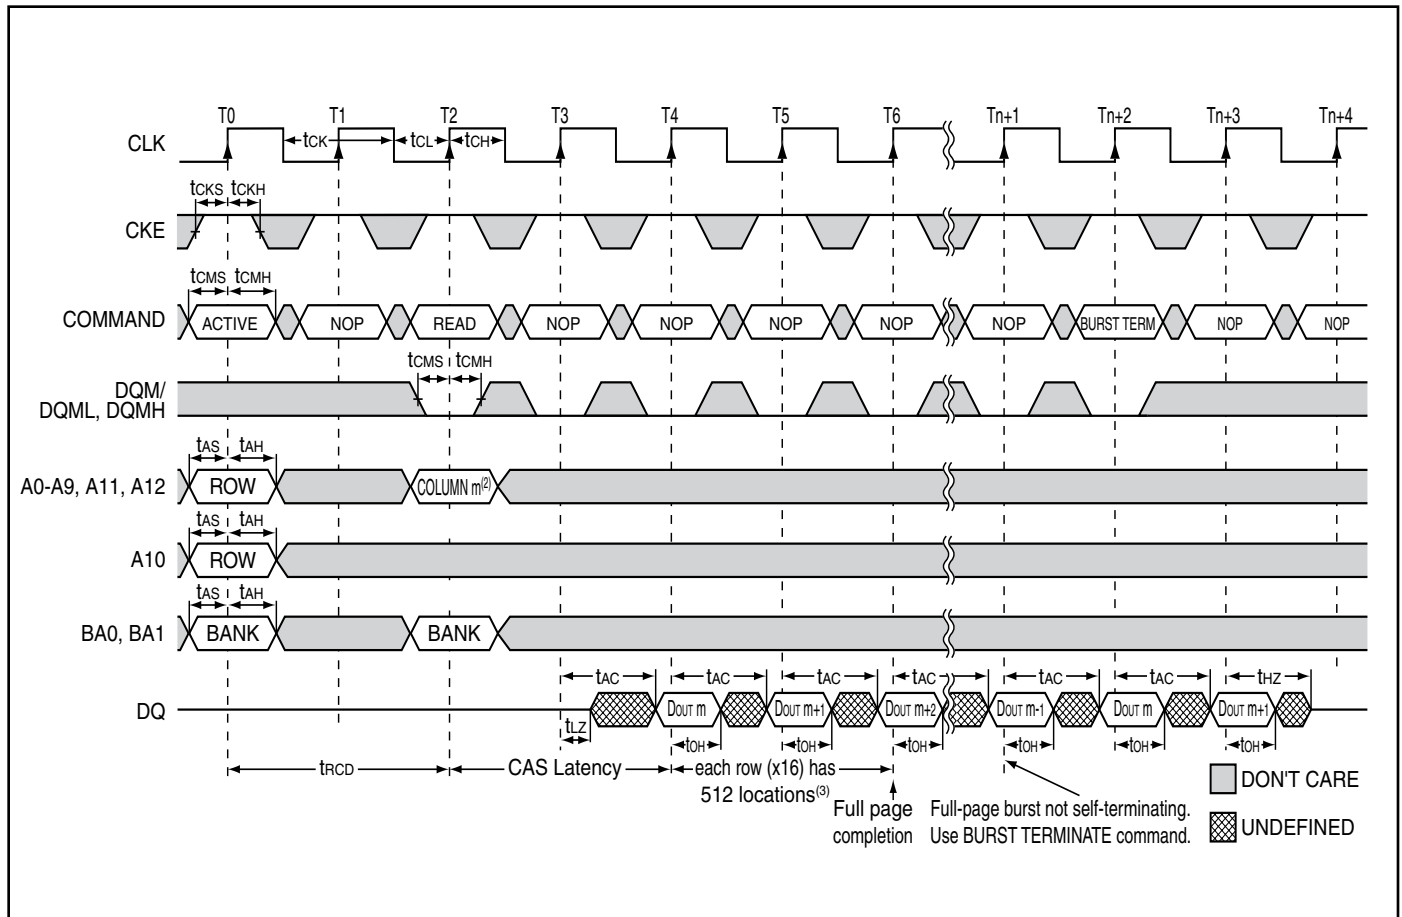 T0 T1 T2 T3 T4 T5 T6 Tn+1 Tn+2 Tn+3 Tn+4
CLK tCK tCL tCH
tCKS tCKH
CKE
tCMS tCMH
COMMAND ACTIVE NOP READ NOP NOP NOP NOP NOP BURST TERM NOP NOP
tCMS tCMH
DQM/
DQML, DQMH
tAS tAH
A0-A9, A11, A12 ROW COLUMN m(2)
tAS tAH
A10 ROW
tAS tAH
BA0, BA1 BANK BANK
tAC tAC tAC tAC tAC tAC tHZ
DQ DOUT m DOUT m+1 DOUT m+2 DOUT m-1 DOUT m DOUT m+1
tLZ tOH tOH tOH tOH tOH tOH
tRCD CAS Latency each row (x16) has
512 locations(3)
Full page
completion
Full-page burst not self-terminating.
Use BURST TERMINATE command.
DON'T CARE
UNDEFINED